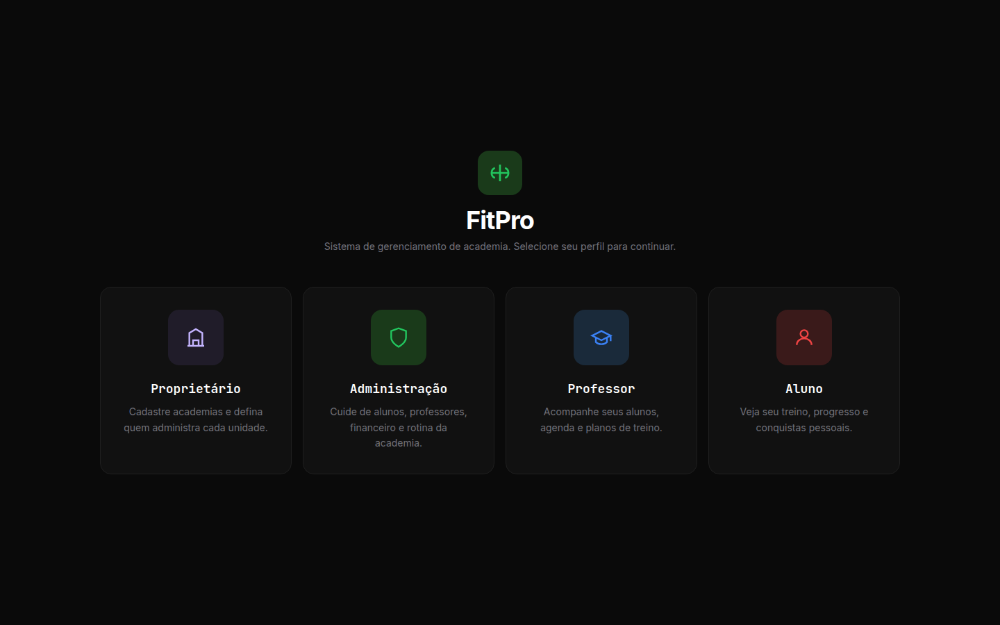 FitPro
Sistema de gerenciamento de academia. Selecione seu perfil para continuar.
Proprietário
Cadastre academias e defina
quem administra cada unidade.
Administração
Cuide de alunos, professores,
financeiro e rotina da
academia.
Professor
Acompanhe seus alunos,
agenda e planos de treino.
Aluno
Veja seu treino, progresso e
conquistas pessoais.